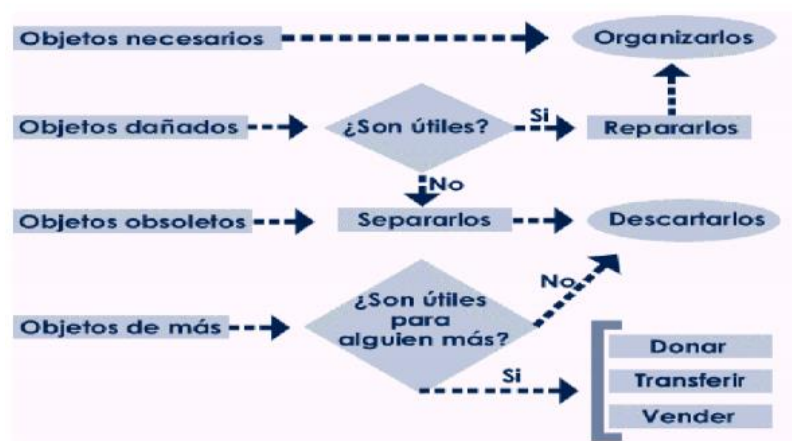 Objetos necesarios
Organizarlos
Objetos dañados
¿Son útiles?
Si
Repararlos
No
Objetos obsoletos
Separarlos
Descartarlos
Objetos de más
¿Son útiles
para
alguien más?
No
Si
Donar
Transferir
Vender